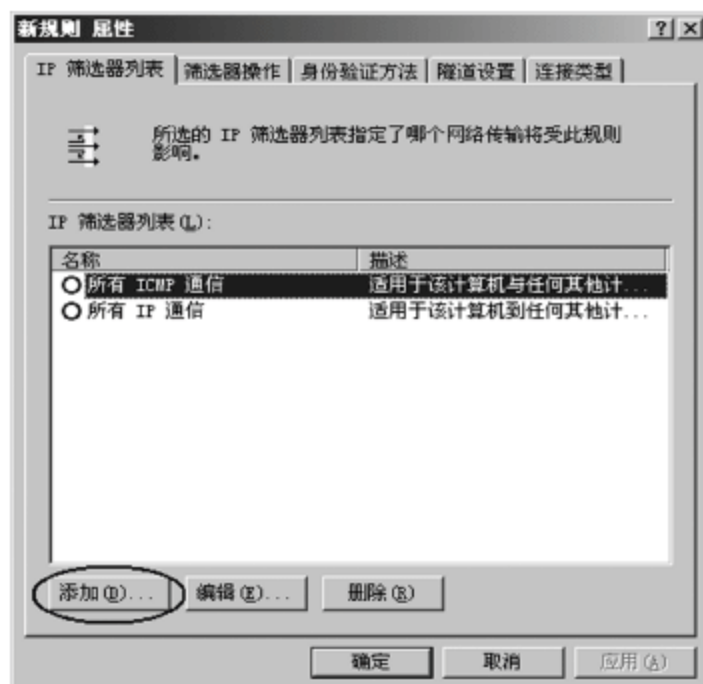 新规则 属性
IP 筛选器列表 筛选器操作 身份验证方法 隧道设置 连接类型
所选的 IP 筛选器列表指定了哪个网络传输将受此规则
影响。
IP 筛选器列表(L):
名称 描述
所有 ICMP 通信 适用于该计算机与任何其他计...
所有 IP 通信 适用于该计算机到任何其他计...
添加(D)... 编辑(E)... 删除(R)
确定 取消 应用(A)